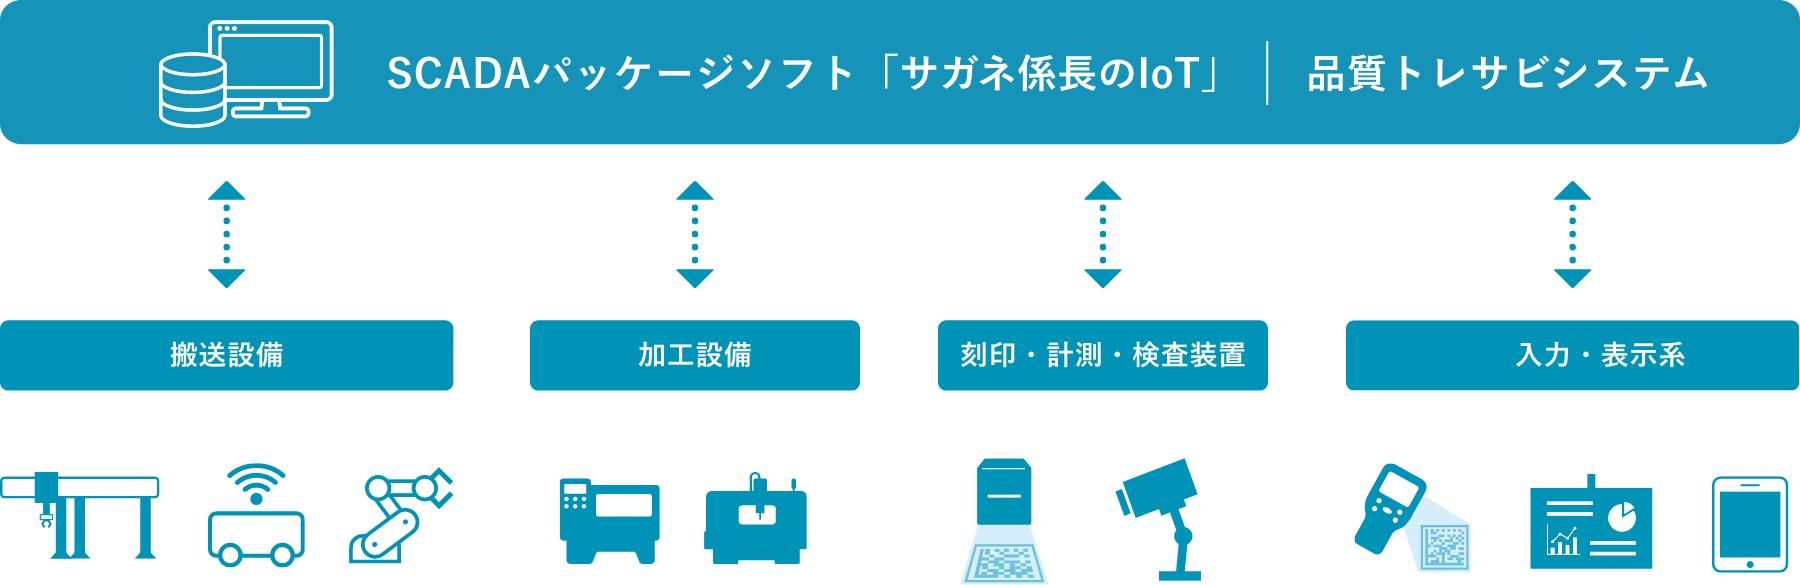 SCADAパッケージソフト「サガネ係長のIoT」
品質トレサビシステム
搬送設備
加工設備
刻印・計測・検査装置
入力・表示系